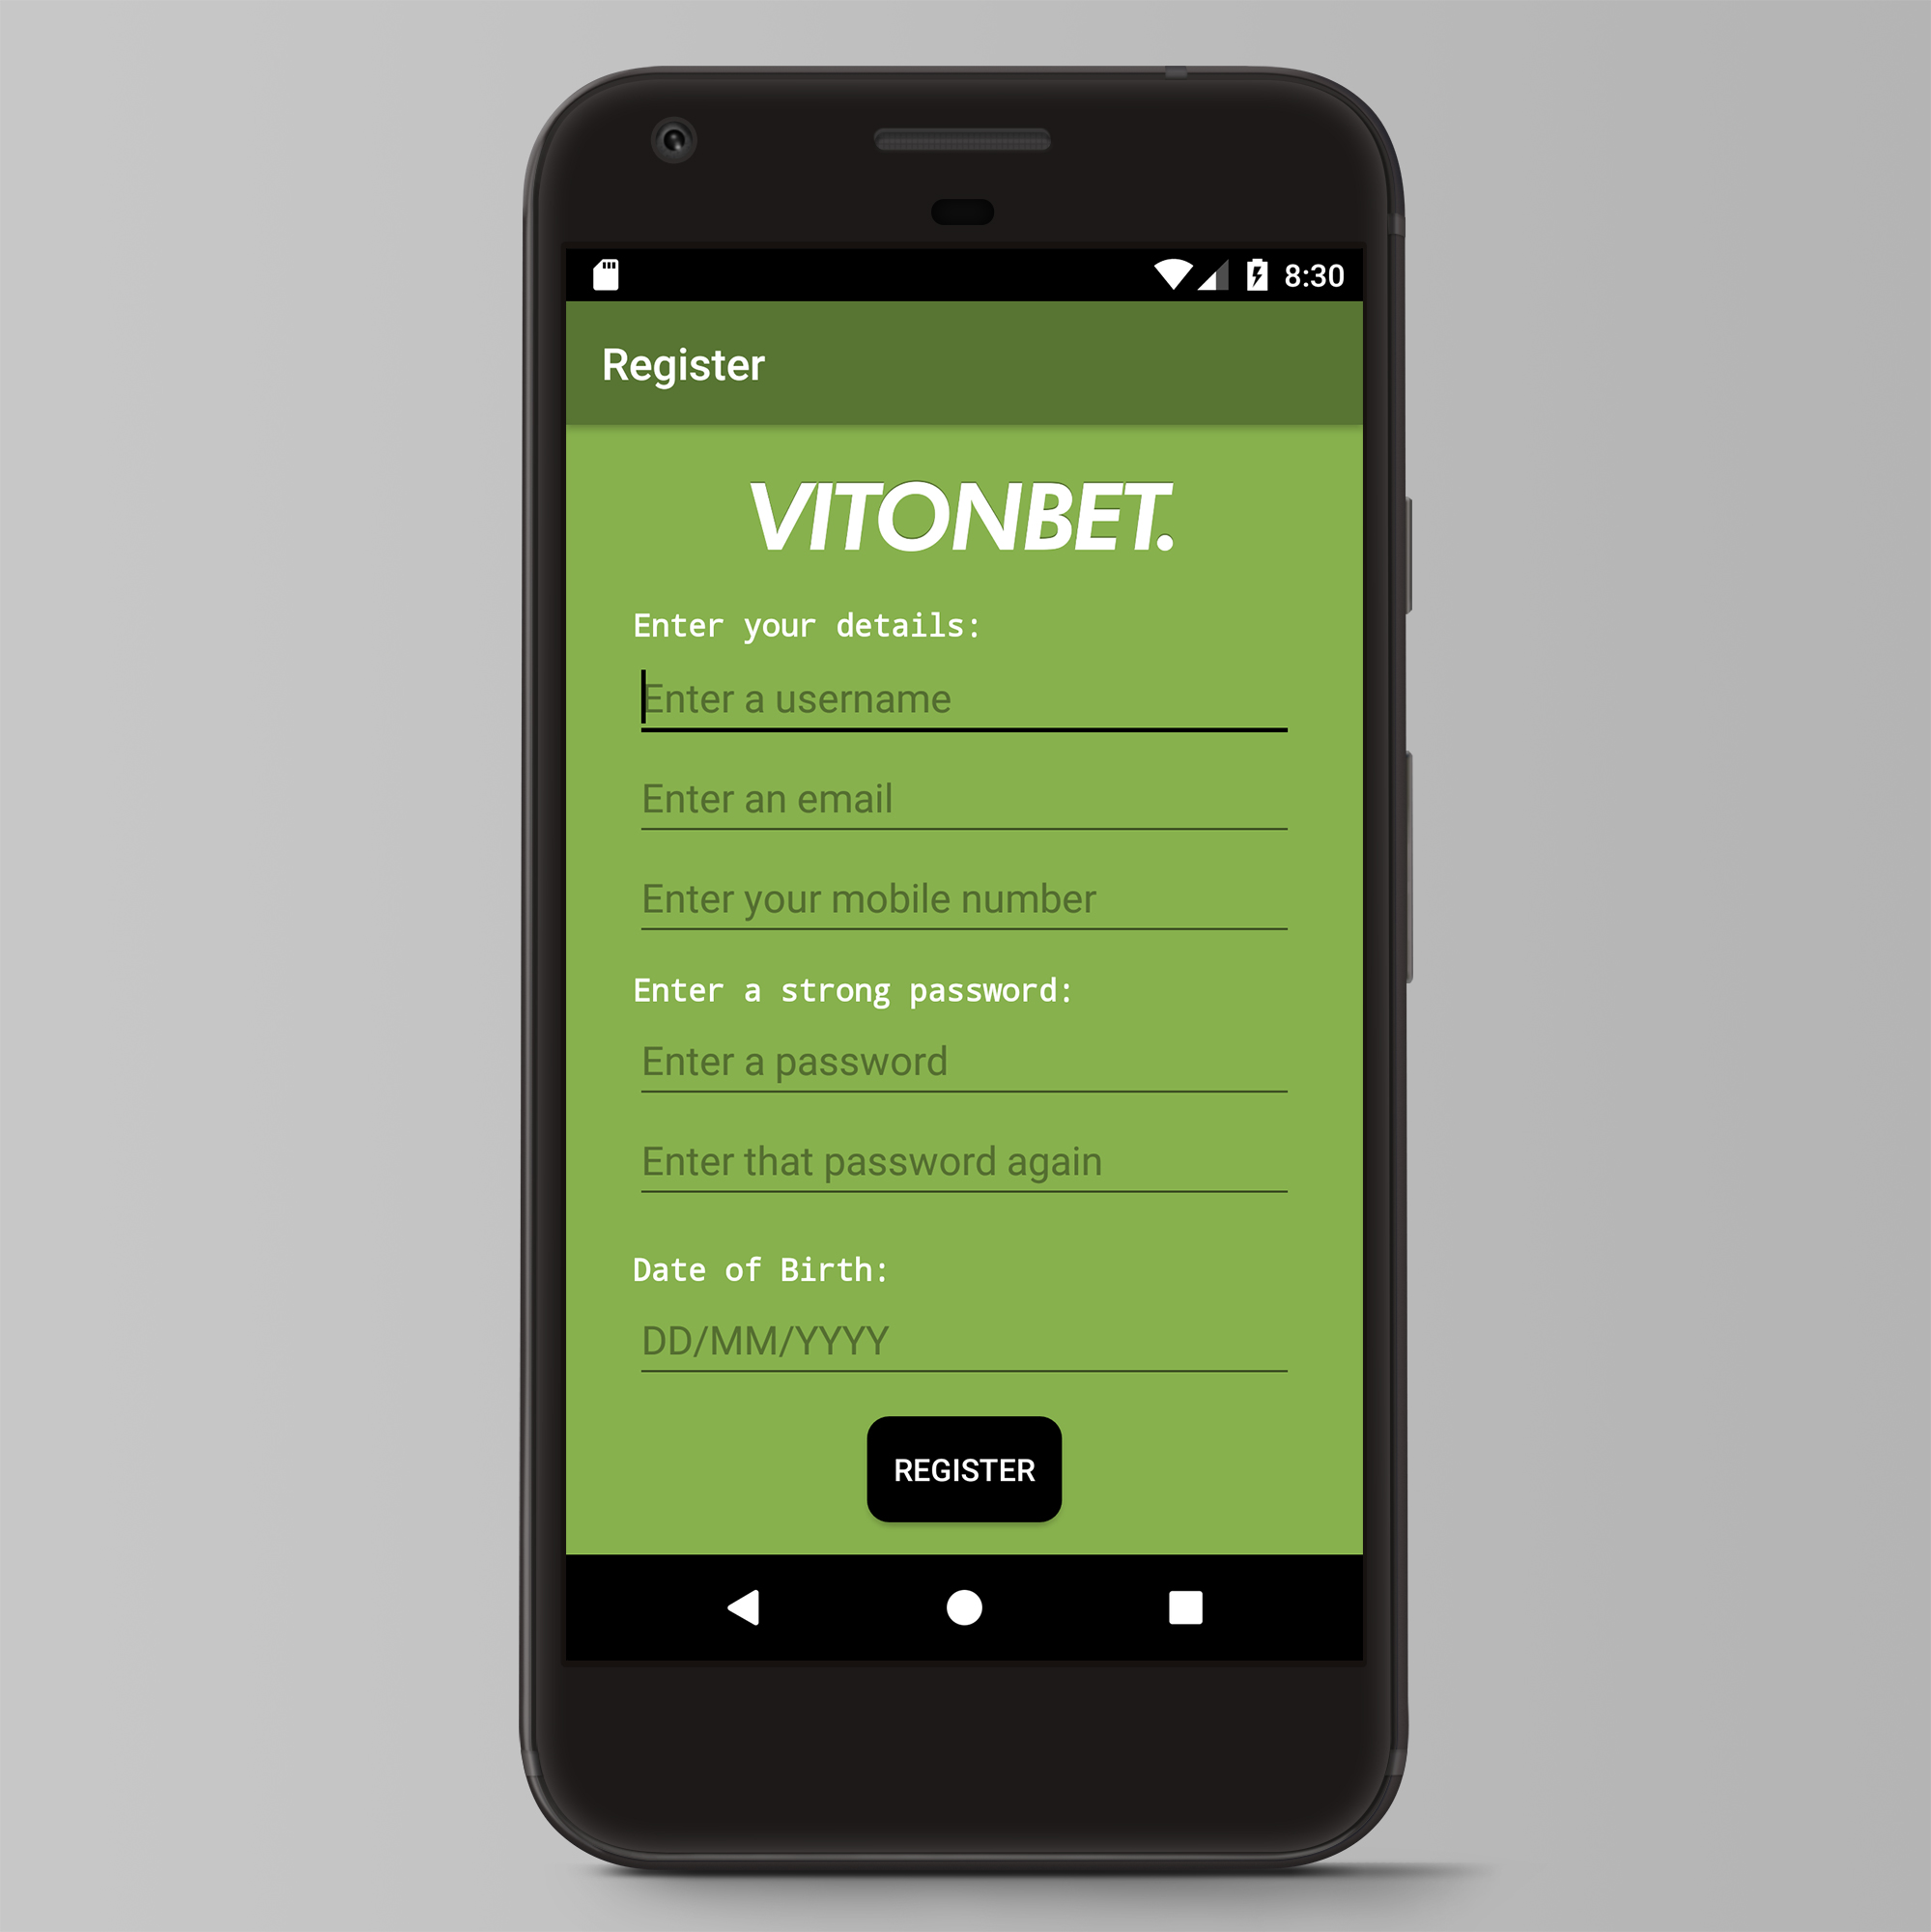 8:30
Register
VITONBET.
Enter your details:
Enter a username
Enter an email
Enter your mobile number
Enter a strong password:
Enter a password
Enter that password again
Date of Birth:
DD/MM/YYYY
REGISTER